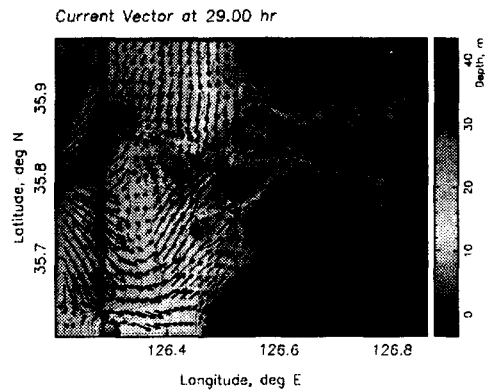 Current Vector at 29.00 hr
Latitude, deg N
35.9
35.8
35.7
126.4
126.6
126.8
Longitude, deg E
Depth, m
40
30
20
10
0